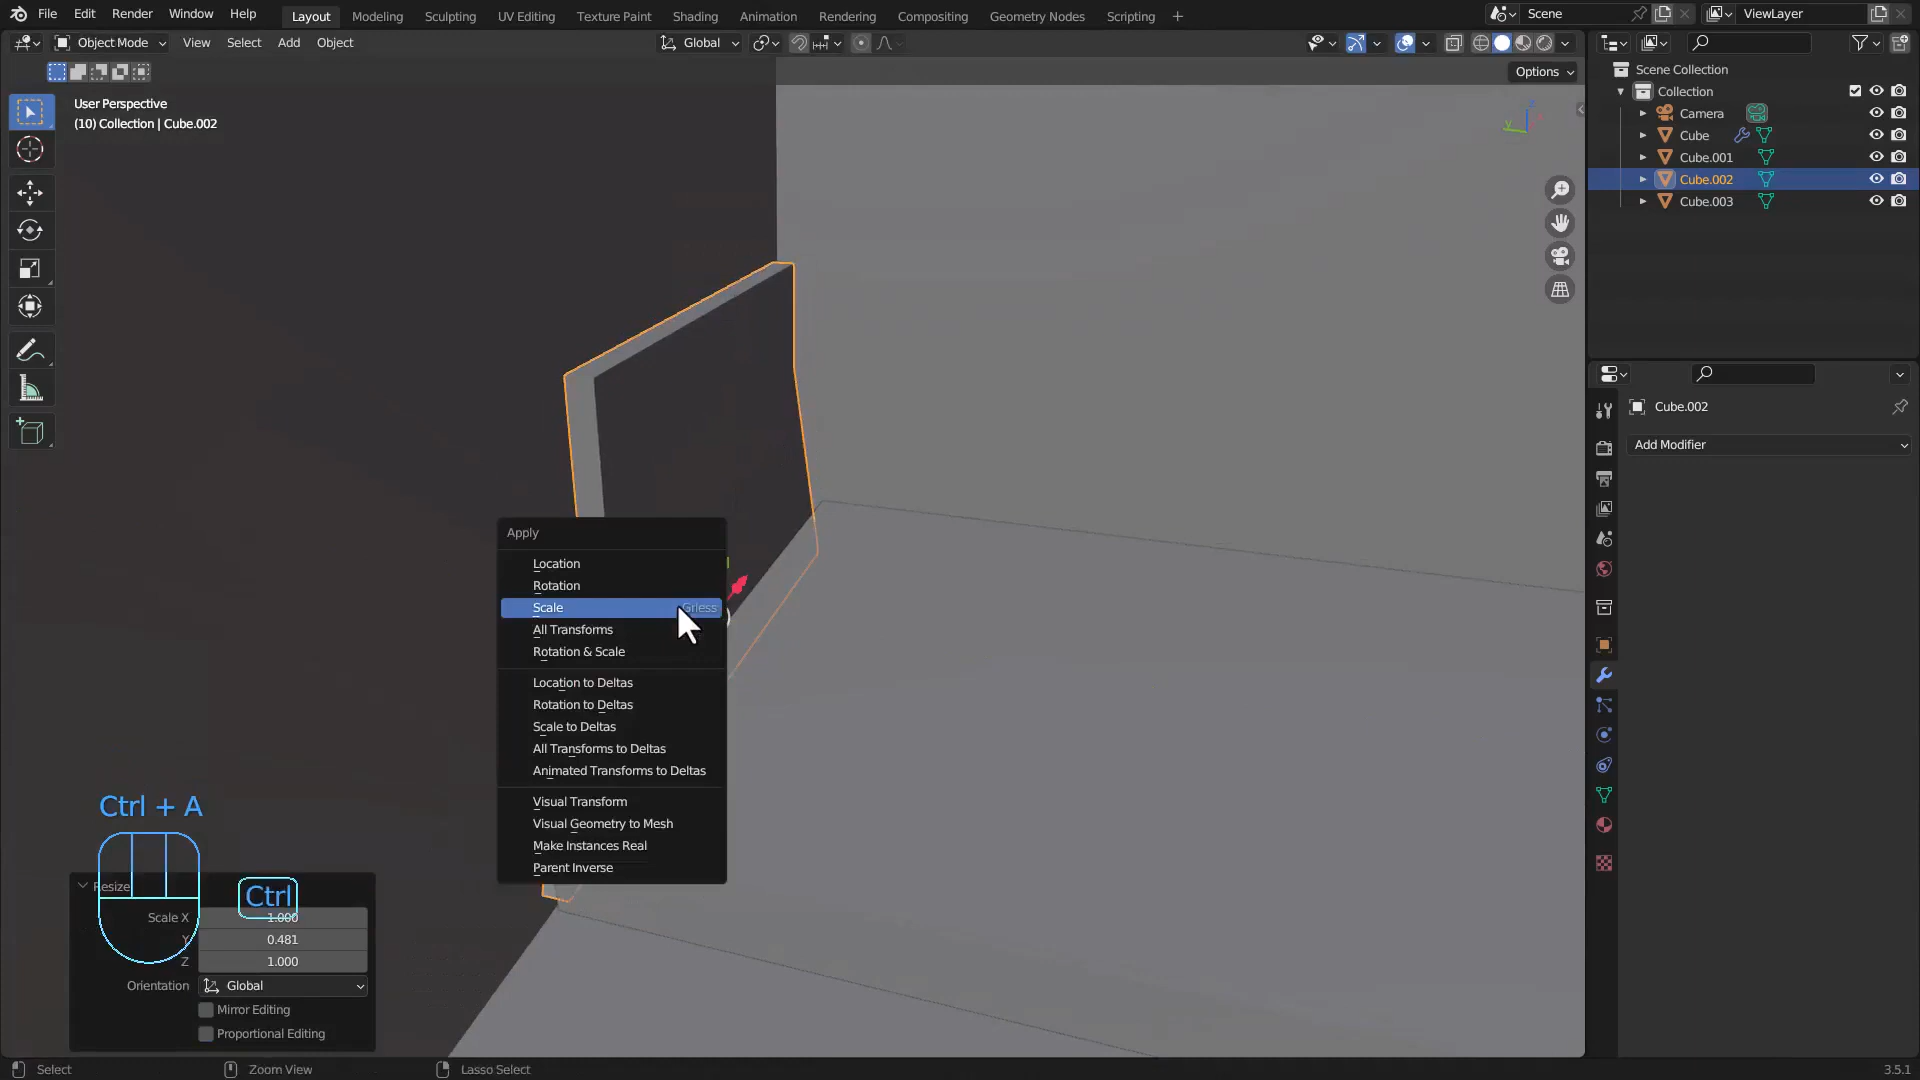 File Edit Render Window Help
Layout Modeling Sculpting UV Editing Texture Paint Shading Animation Rendering Compositing Geometry Nodes Scripting +
Scene
ViewLayer
Object Mode View Select Add Object
Global
Options
User Perspective
(10) Collection | Cube.002
Scene Collection
Collection
Camera
Cube
Cube.001
Cube.002
Cube.003
Cube.002
Add Modifier
Apply
Location
Rotation
Scale
All Transforms
Rotation & Scale
Location to Deltas
Rotation to Deltas
Scale to Deltas
All Transforms to Deltas
Animated Transforms to Deltas
Visual Transform
Visual Geometry to Mesh
Make Instances Real
Parent Inverse
Ctrl + A
Ctrl
Resize
Scale X 1.000
Y 0.481
Z 1.000
Orientation Global
Mirror Editing
Proportional Editing
Select Zoom View Lasso Select 3.5.1